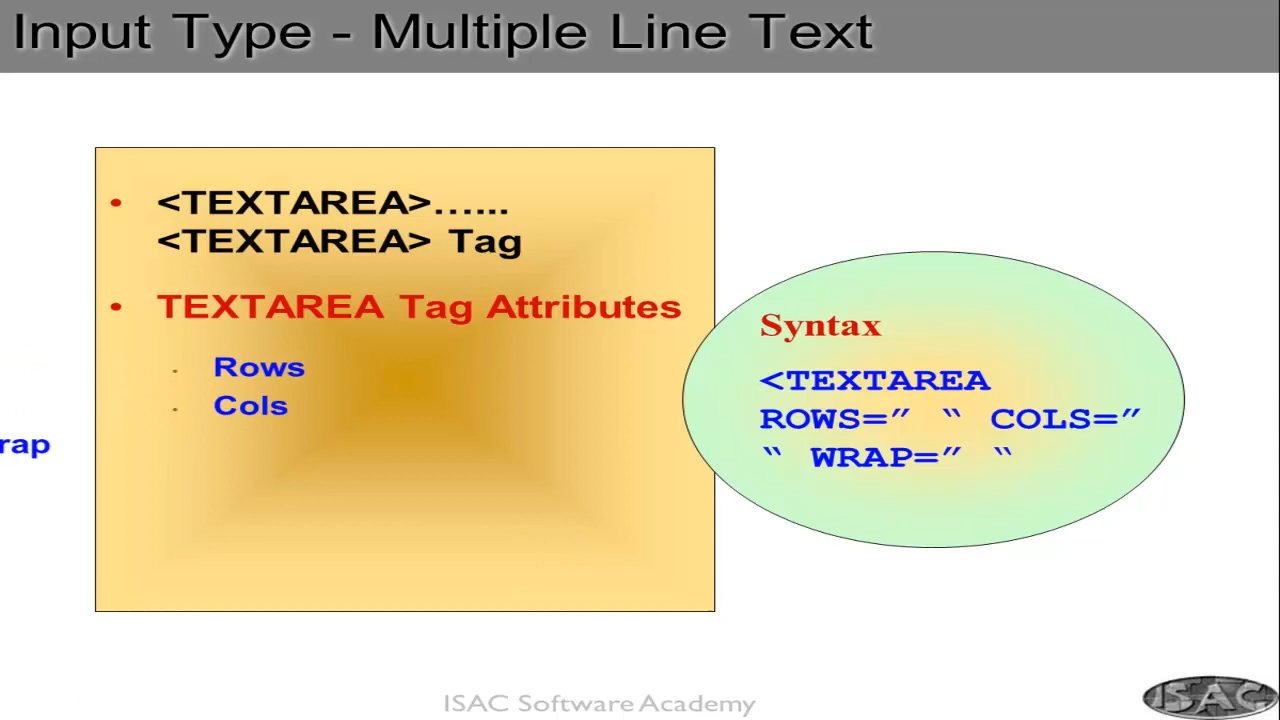 Input Type - Multiple Line Text
• <TEXTAREA>…...
<TEXTAREA> Tag
• TEXTAREA Tag Attributes
• Rows
• Cols
rap
Syntax
<TEXTAREA
ROWS=” “ COLS=”
“ WRAP=” “
ISAC Software Academy
ISAC